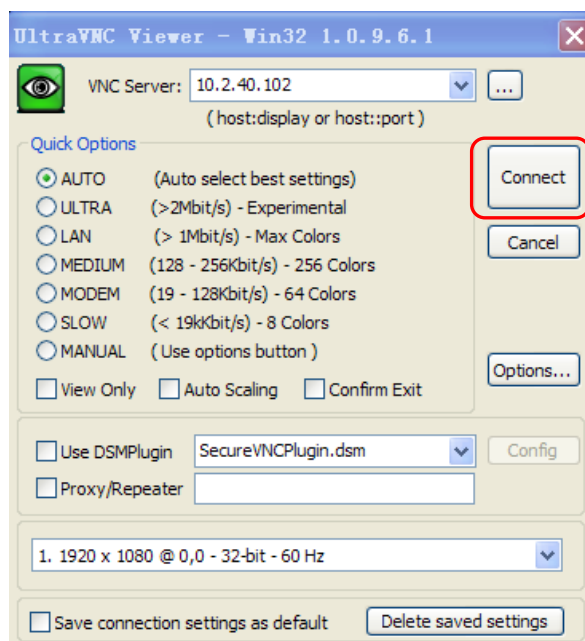 UltraVNC Viewer - Win32 1.0.9.6.1
VNC Server: 10.2.40.102 ...
( host:display or host::port )
Quick Options
AUTO (Auto select best settings)
Connect
ULTRA (>2Mbit/s) - Experimental
LAN (> 1Mbit/s) - Max Colors
Cancel
MEDIUM (128 - 256Kbit/s) - 256 Colors
MODEM (19 - 128Kbit/s) - 64 Colors
SLOW (< 19kKbit/s) - 8 Colors
MANUAL ( Use options button )
Options...
View Only Auto Scaling Confirm Exit
Use DSMPlugin SecureVNCPlugin.dsm Config
Proxy/Repeater
1. 1920 x 1080 @ 0,0 - 32-bit - 60 Hz
Save connection settings as default Delete saved settings